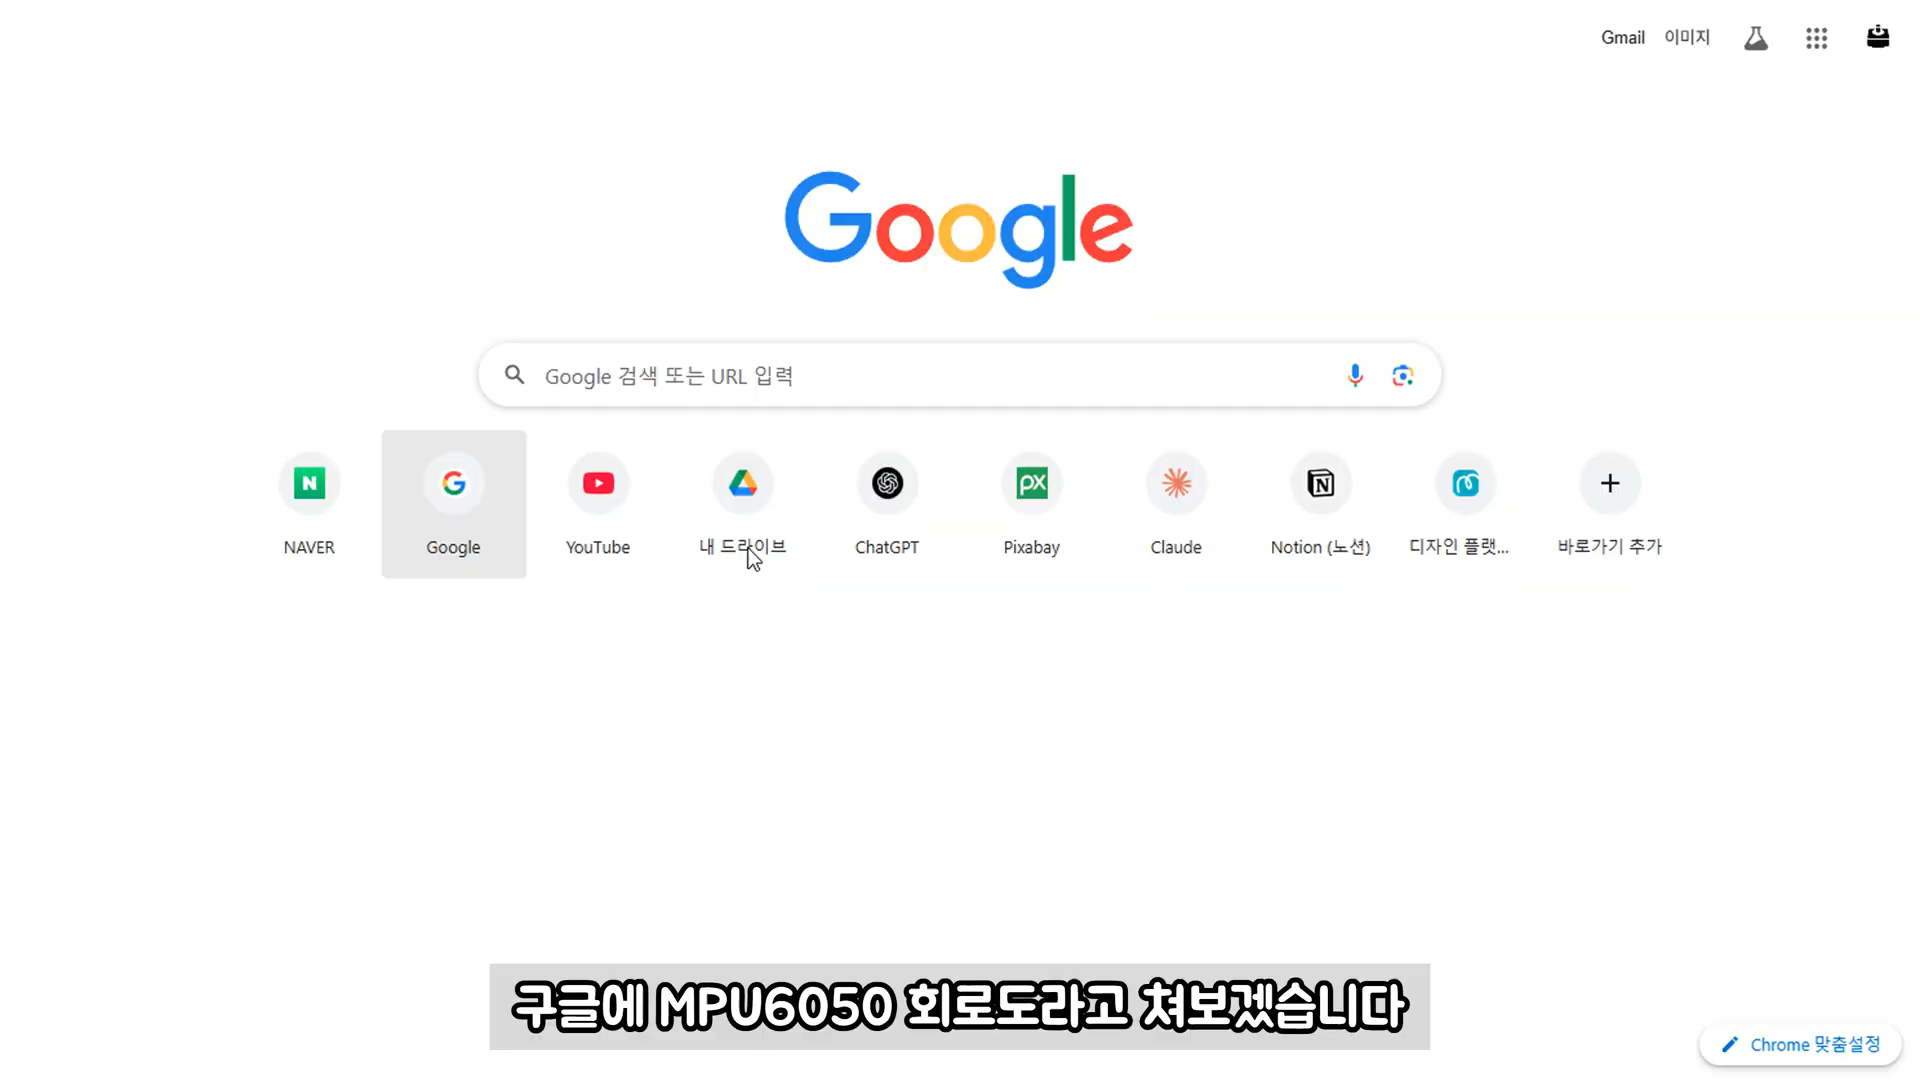 Gmail 이미지
Google
Google 검색 또는 URL 입력
N
G
PX
N
NAVER Google YouTube 내 드라이브 ChatGPT Pixabay Claude Notion (노션) 디자인 플랫... 바로가기 추가
구글에 MPU6050 회로도라고 쳐보겠습니다
Chrome 맞춤설정